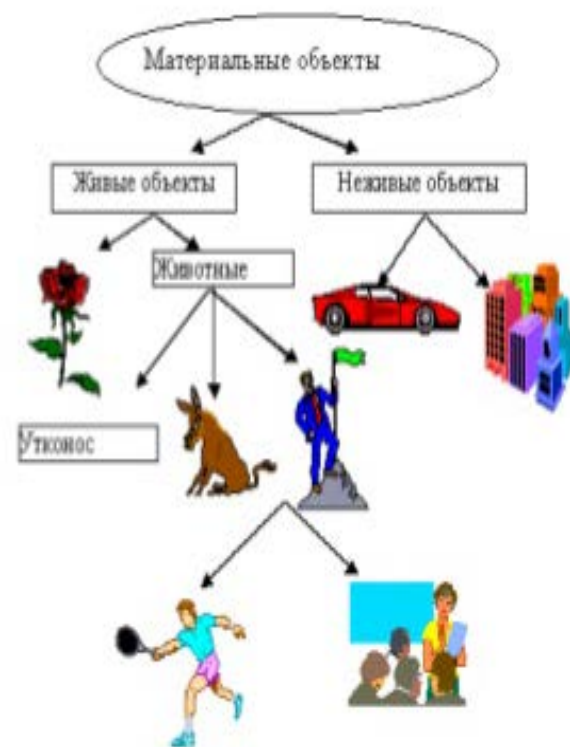 Материальные объекты
Живые объекты
Неживые объекты
Животные
Утконос